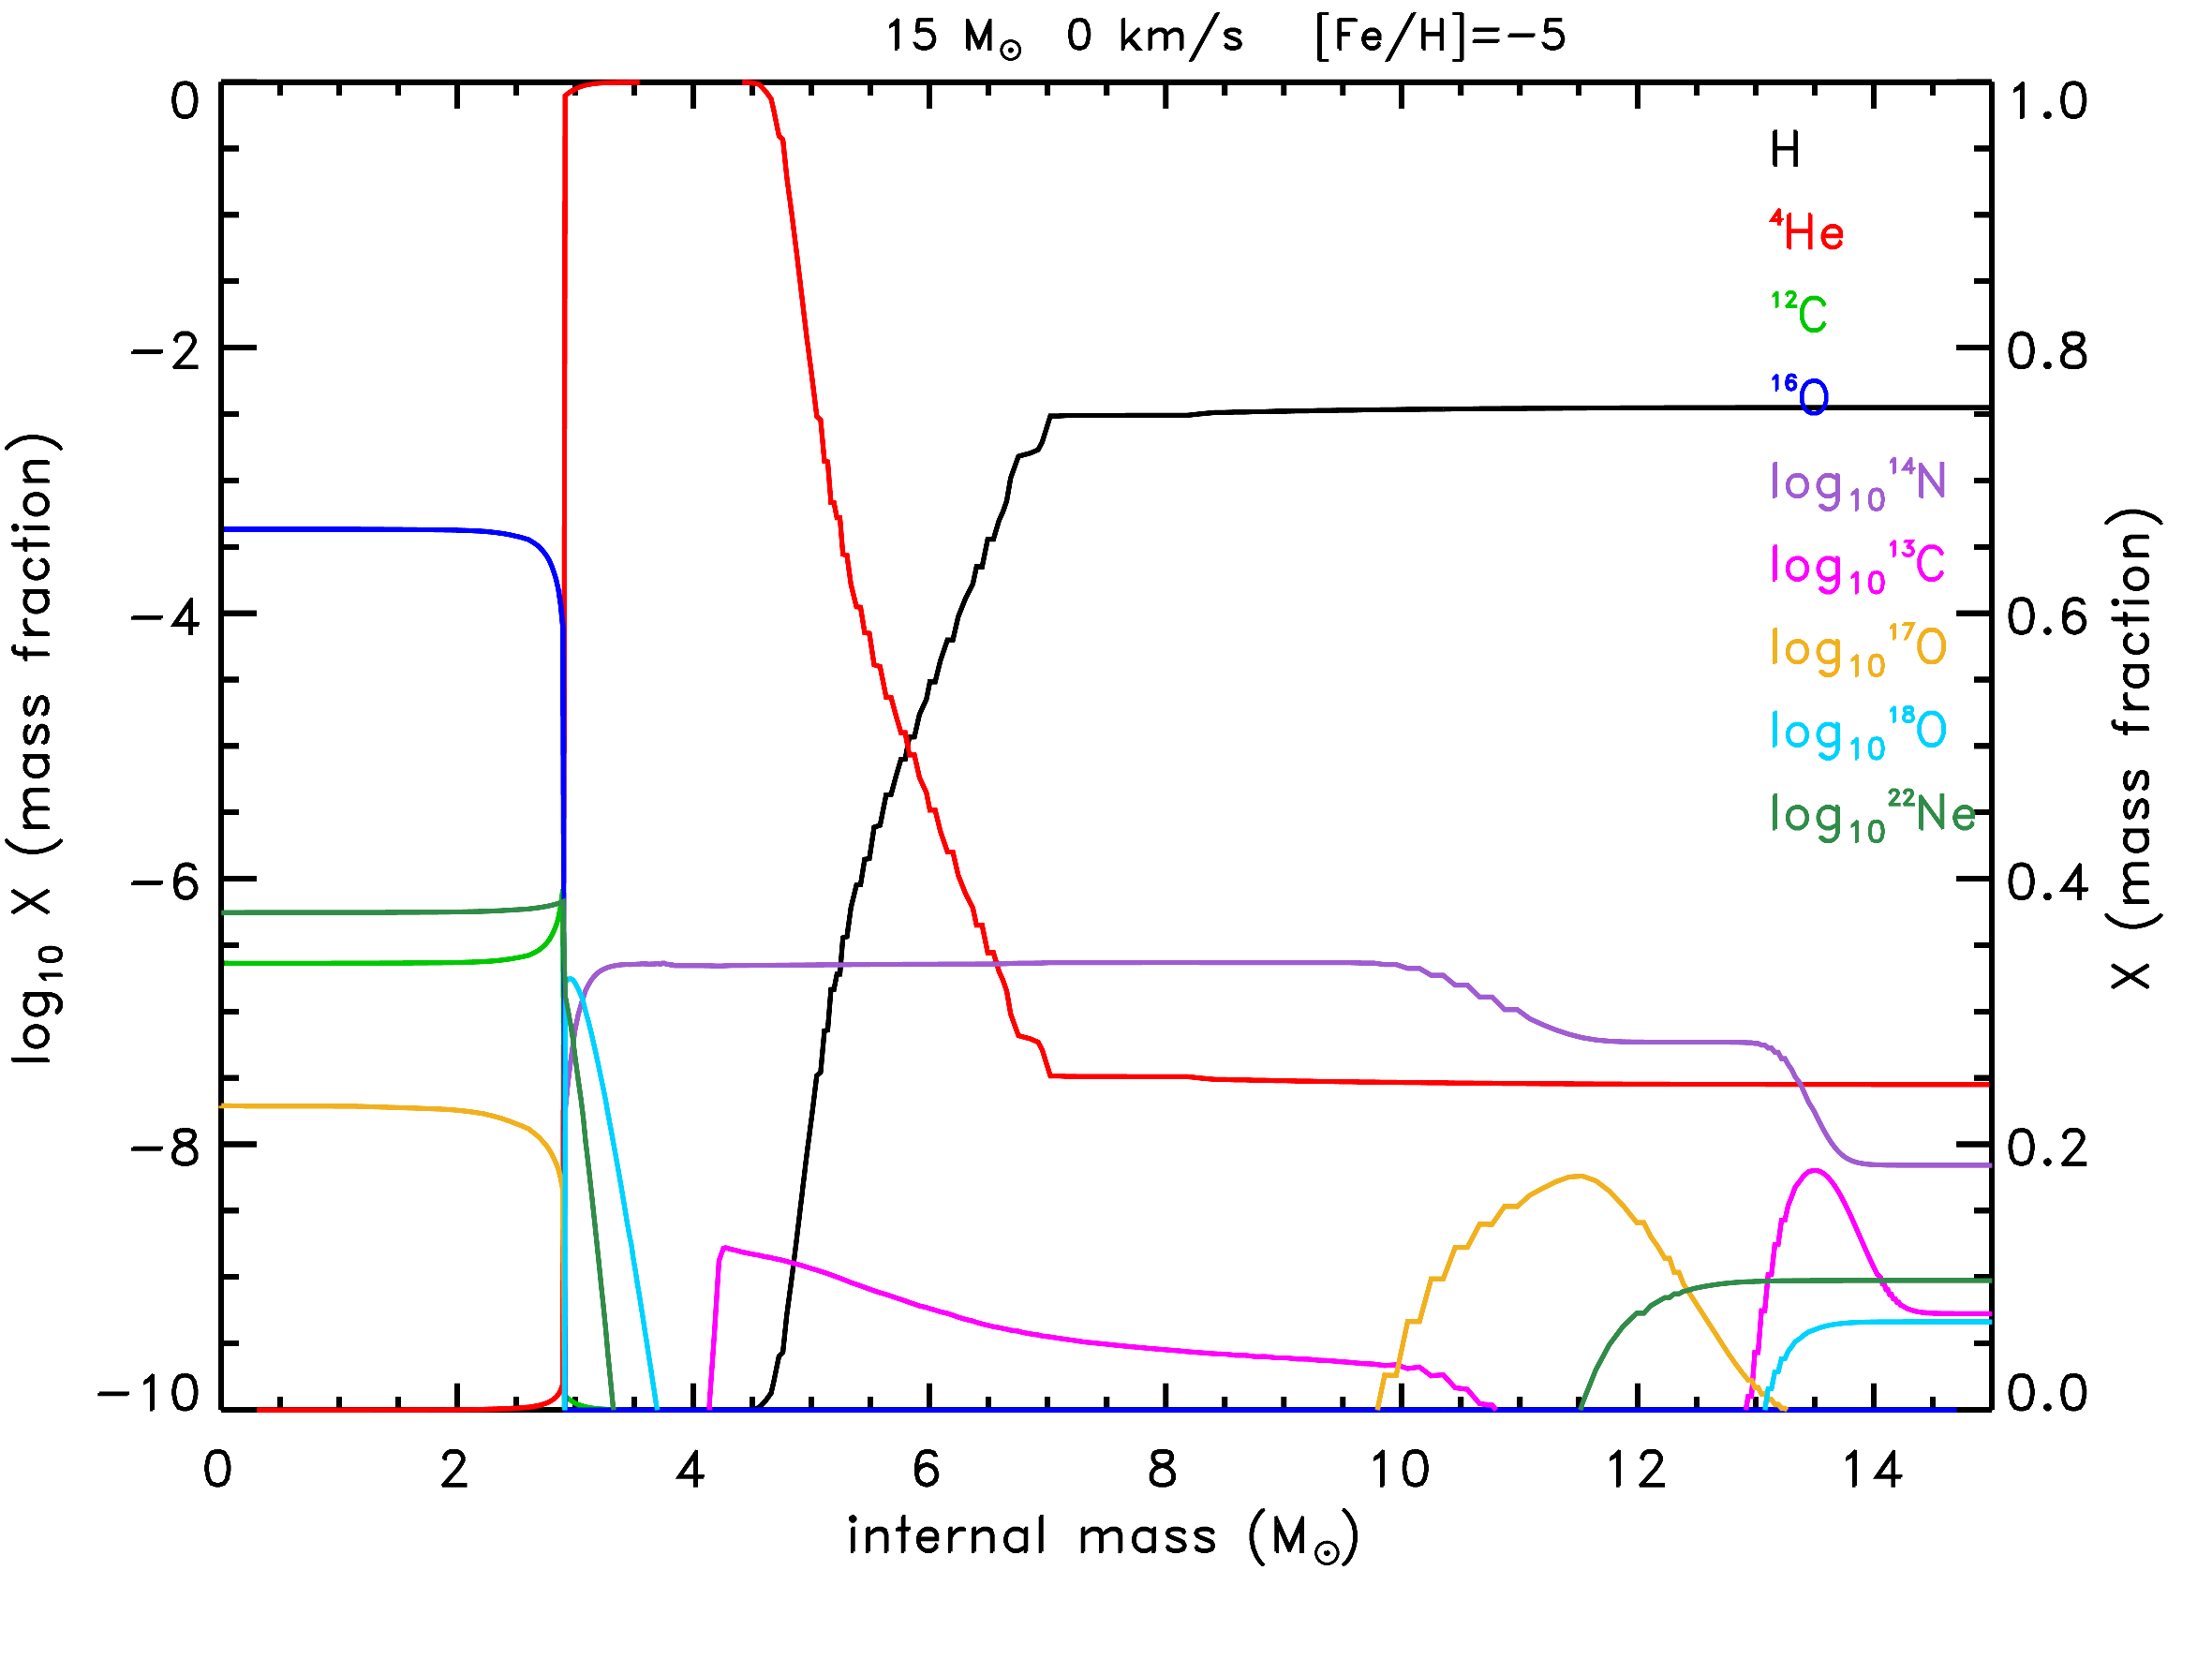 15 M⊙ 0 km/s [Fe/H]=−5
log₁₀ X (mass fraction)
0
−2
−4
−6
−8
−10
1.0
0.8
0.6
0.4
0.2
0.0
X (mass fraction)
H
⁴He
¹²C
¹⁶O
log₁₀ ¹⁴N
log₁₀ ¹³C
log₁₀ ¹⁷O
log₁₀ ¹⁸O
log₁₀ ²²Ne
0 2 4 6 8 10 12 14
internal mass (M⊙)